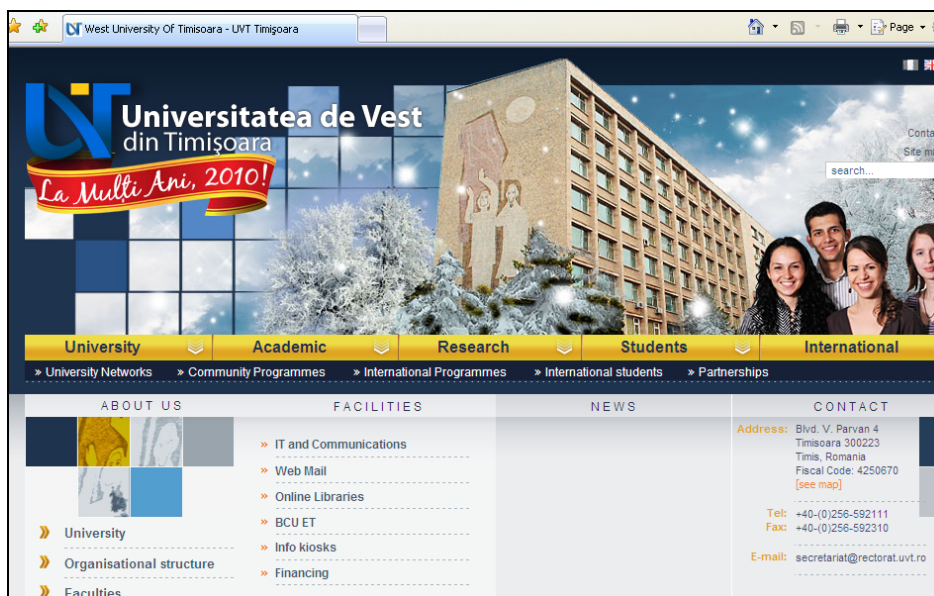 West University Of Timisoara - UVT Timişoara
Page
UVT
Universitatea de Vest
din Timişoara
La Mulţi Ani, 2010!
search...
University Academic Research Students International
» University Networks » Community Programmes » International Programmes » International students » Partnerships
ABOUT US
University
Organisational structure
Faculties
FACILITIES
IT and Communications
Web Mail
Online Libraries
BCU ET
Info kiosks
Financing
NEWS
CONTACT
Address: Blvd. V. Parvan 4
Timisoara 300223
Timis, Romania
Fiscal Code: 4250670
[see map]
Tel: +40-(0)256-592111
Fax: +40-(0)256-592310
E-mail: secretariat@rectorat.uvt.ro